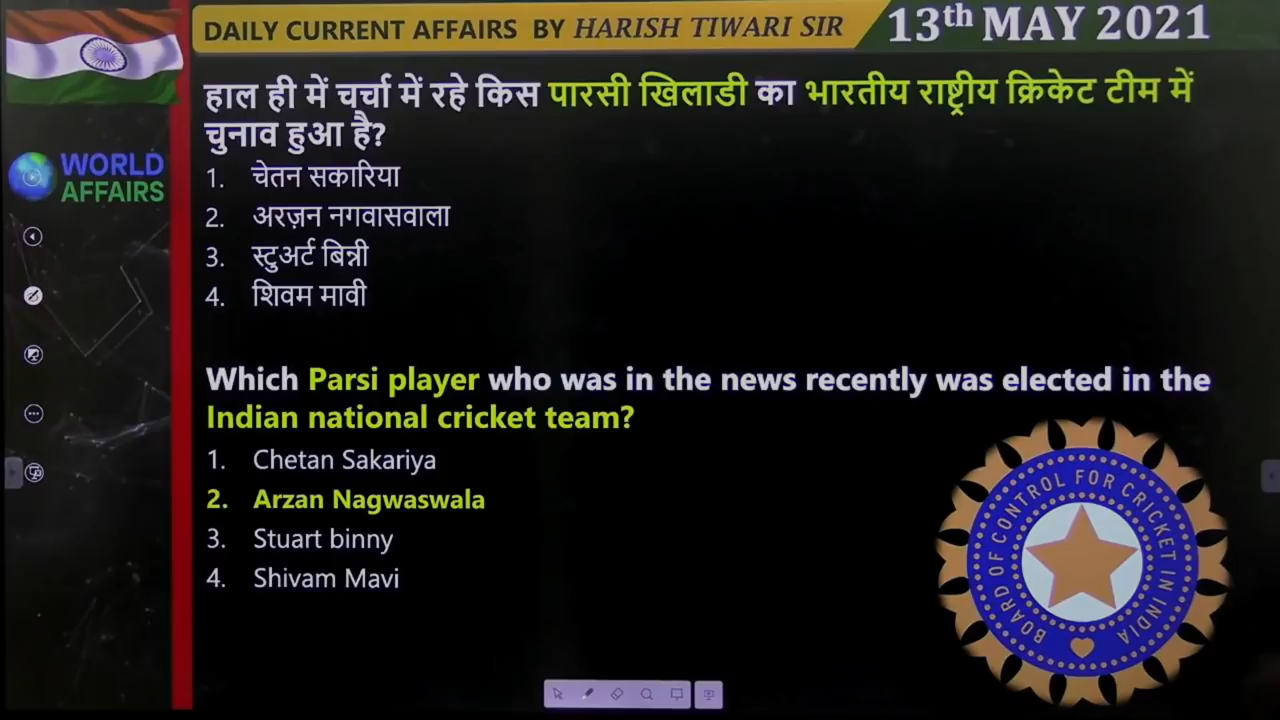 DAILY CURRENT AFFAIRS BY HARISH TIWARI SIR
13th MAY 2021
हाल ही में चर्चा में रहे किस पारसी खिलाडी का भारतीय राष्ट्रीय क्रिकेट टीम में
चुनाव हुआ है?
WORLD
AFFAIRS
1. चेतन सकारिया
2. अरज़न नगवासवाला
3. स्टुअर्ट बिन्नी
4. शिवम मावी
Which Parsi player who was in the news recently was elected in the
Indian national cricket team?
1. Chetan Sakariya
2. Arzan Nagwaswala
3. Stuart binny
4. Shivam Mavi
BOARD OF CONTROL FOR CRICKET IN INDIA